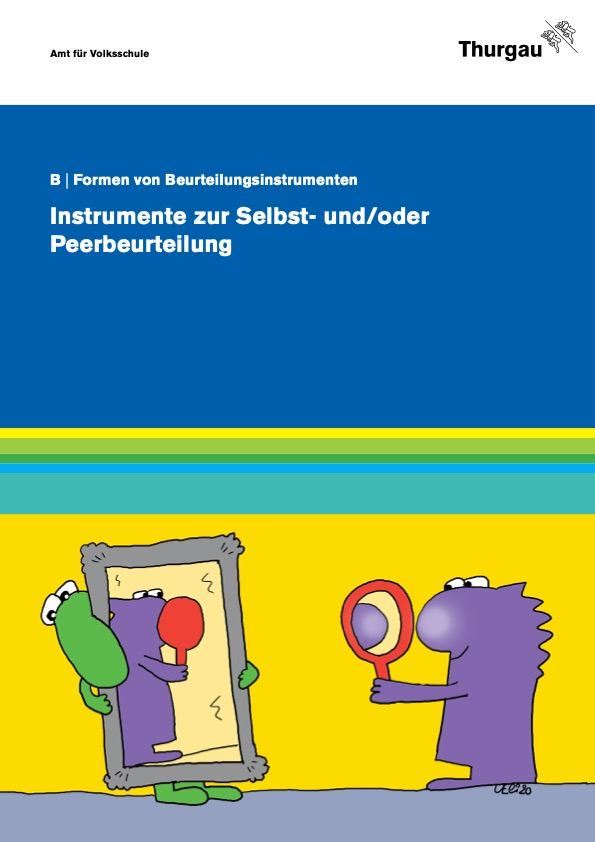 Amt für Volksschule
Thurgau
B | Formen von Beurteilungsinstrumenten
Instrumente zur Selbst- und/oder
Peerbeurteilung